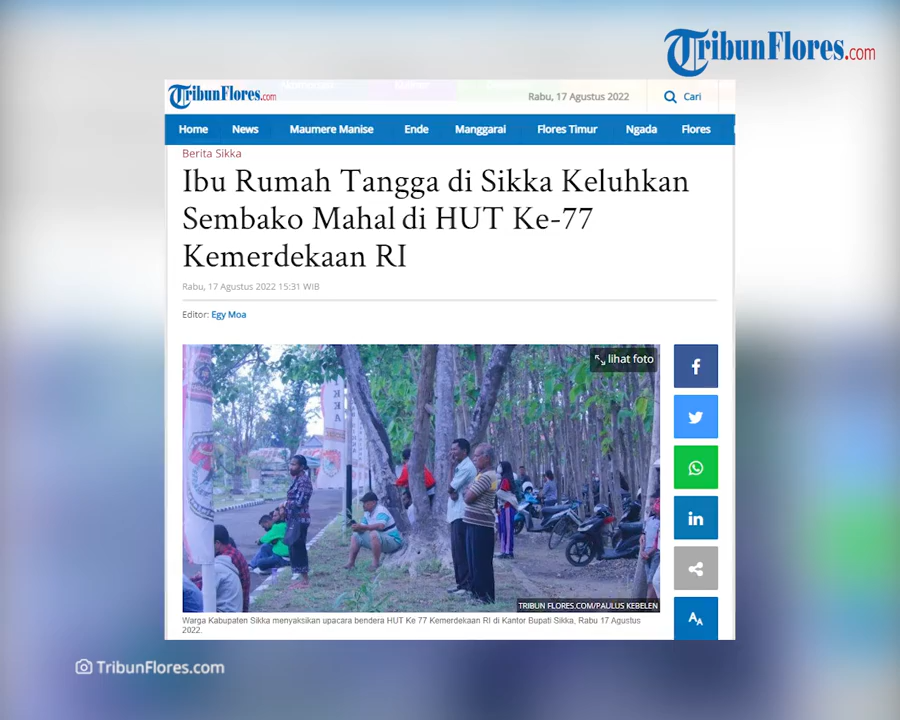 TribunFlores.com
TribunFlores.com
Rabu, 17 Agustus 2022
Cari
Home News Maumere Manise Ende Manggarai Flores Timur Ngada Flores
Berita Sikka
Ibu Rumah Tangga di Sikka Keluhkan
Sembako Mahal di HUT Ke-77
Kemerdekaan RI
Rabu, 17 Agustus 2022 15:31 WIB
Editor: Egy Moa
lihat foto
TRIBUN FLORES.COM/PAULUS KEBELEN
Warga Kabupaten Sikka menyaksikan upacara bendera HUT Ke 77 Kemerdekaan RI di Kantor Bupati Sikka, Rabu 17 Agustus
2022.
TribunFlores.com